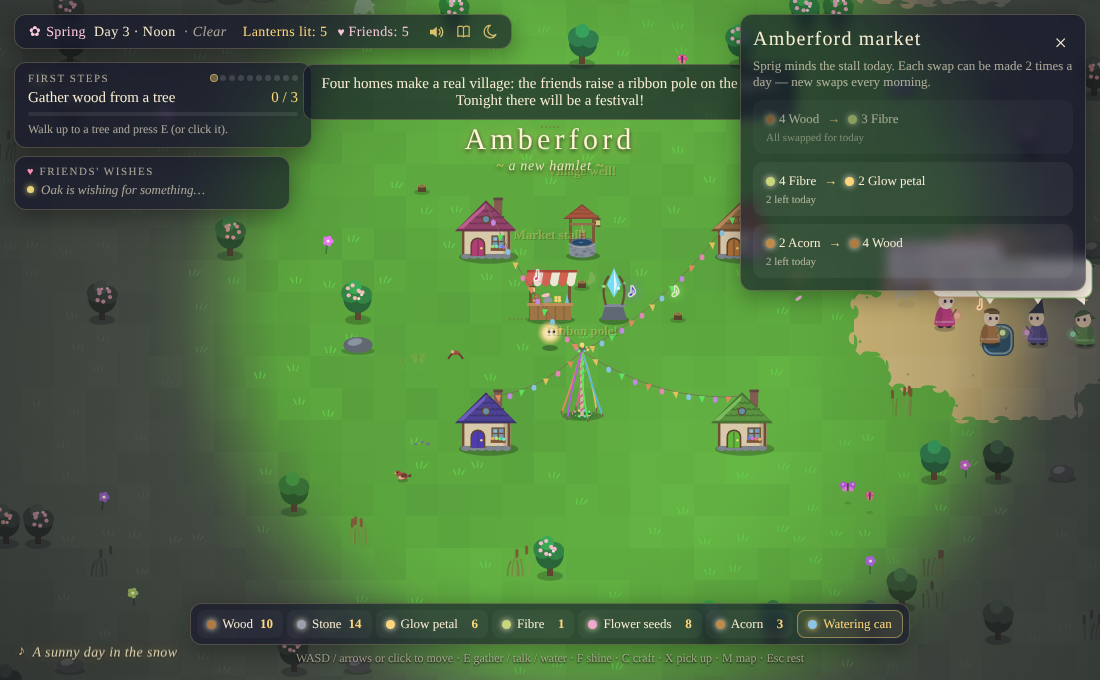 ✿ Spring Day 3 · Noon · Clear Lanterns lit: 5 ♥ Friends: 5
FIRST STEPS
Gather wood from a tree 0 / 3
Walk up to a tree and press E (or click it).
♥ FRIENDS' WISHES
Oak is wishing for something…
Four homes make a real village: the friends raise a ribbon pole on the
Tonight there will be a festival!
Amberford
~ a new hamlet ~
village well!
Market stall!
ribbon pole!
Amberford market ×
Sprig minds the stall today. Each swap can be made 2 times a
day — new swaps every morning.
4 Wood → 3 Fibre
All swapped for today
4 Fibre → 2 Glow petal
2 left today
2 Acorn → 4 Wood
2 left today
Wood 10 Stone 14 Glow petal 6 Fibre 1 Flower seeds 8 Acorn 3 Watering can
♪ A sunny day in the snow
WASD / arrows or click to move · E gather / talk / water · F shine · C craft · X pick up · M map · Esc rest